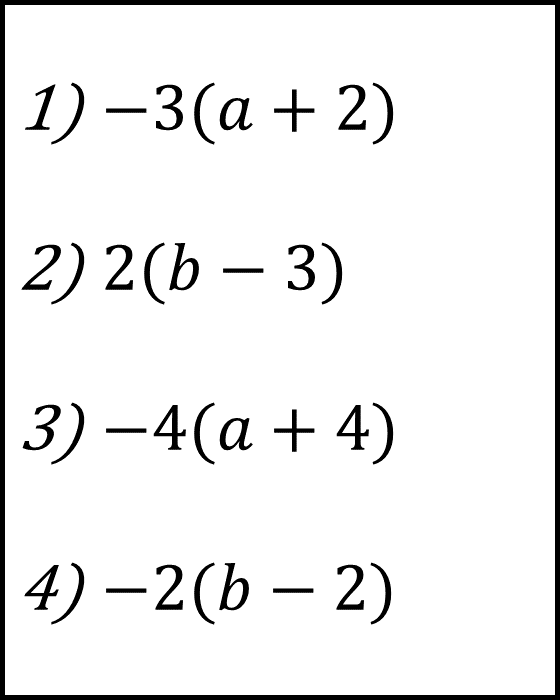 1) −3(a + 2)
2) 2(b − 3)
3) −4(a + 4)
4) −2(b − 2)